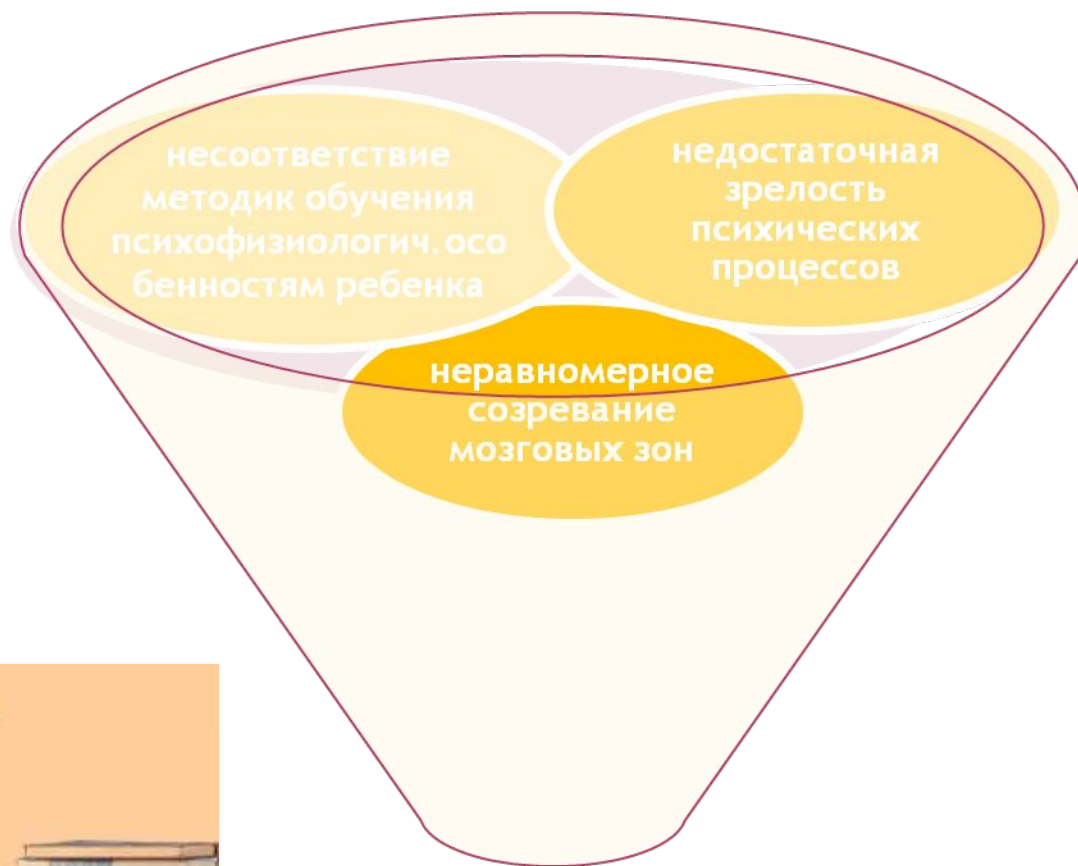 несоответствие
методик обучения
психофизиологич.осо
бенностям ребенка
недостаточная
зрелость
психических
процессов
неравномерное
созревание
мозговых зон